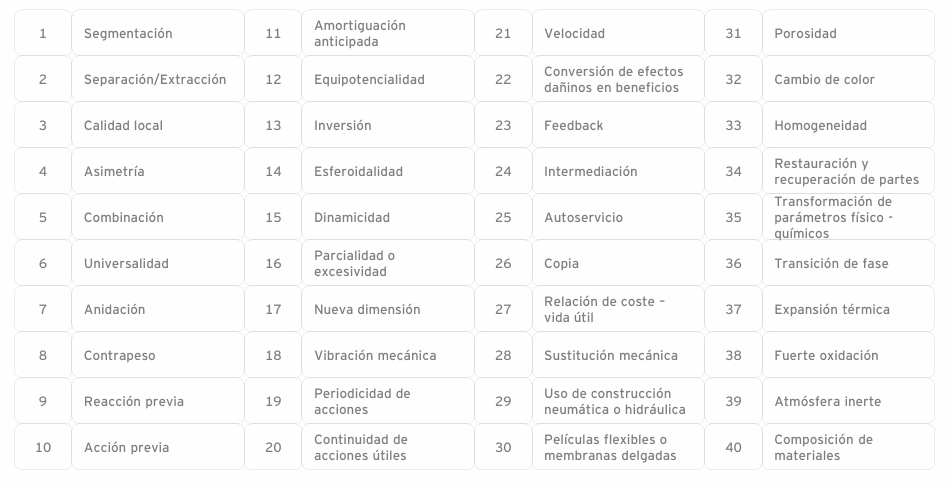 1 Segmentación 11 Amortiguación anticipada 21 Velocidad 31 Porosidad
2 Separación/Extracción 12 Equipotencialidad 22 Conversión de efectos dañinos en beneficios 32 Cambio de color
3 Calidad local 13 Inversión 23 Feedback 33 Homogeneidad
4 Asimetría 14 Esferoidalidad 24 Intermediación 34 Restauración y recuperación de partes
5 Combinación 15 Dinamicidad 25 Autoservicio 35 Transformación de parámetros físico - químicos
6 Universalidad 16 Parcialidad o excesividad 26 Copia 36 Transición de fase
7 Anidación 17 Nueva dimensión 27 Relación de coste – vida útil 37 Expansión térmica
8 Contrapeso 18 Vibración mecánica 28 Sustitución mecánica 38 Fuerte oxidación
9 Reacción previa 19 Periodicidad de acciones 29 Uso de construcción neumática o hidráulica 39 Atmósfera inerte
10 Acción previa 20 Continuidad de acciones útiles 30 Películas flexibles o membranas delgadas 40 Composición de materiales